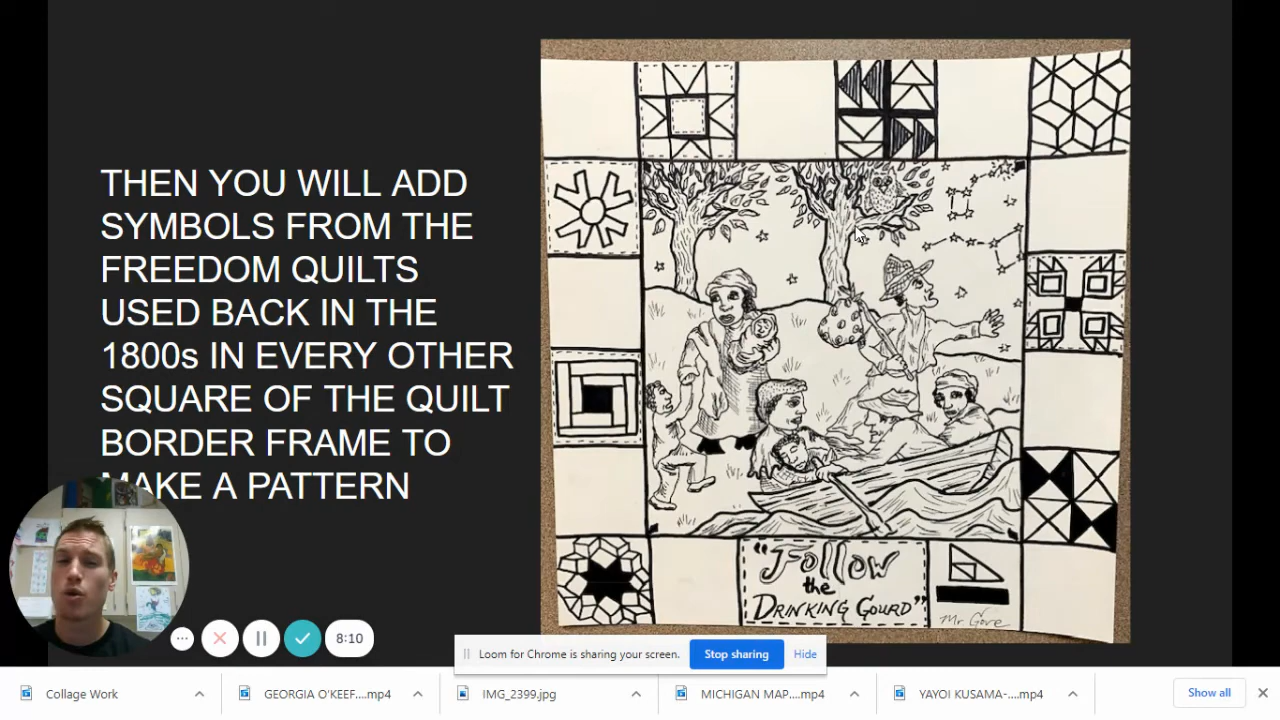 THEN YOU WILL ADD
SYMBOLS FROM THE
FREEDOM QUILTS
USED BACK IN THE
1800s IN EVERY OTHER
SQUARE OF THE QUILT
BORDER FRAME TO
MAKE A PATTERN
"Follow
the
DRINKING GOURD"
Mr Gore
8:10
Loom for Chrome is sharing your screen.
Stop sharing
Hide
Collage Work
GEORGIA O'KEEF....mp4
IMG_2399.jpg
MICHIGAN MAP....mp4
YAYOI KUSAMA-....mp4
Show all